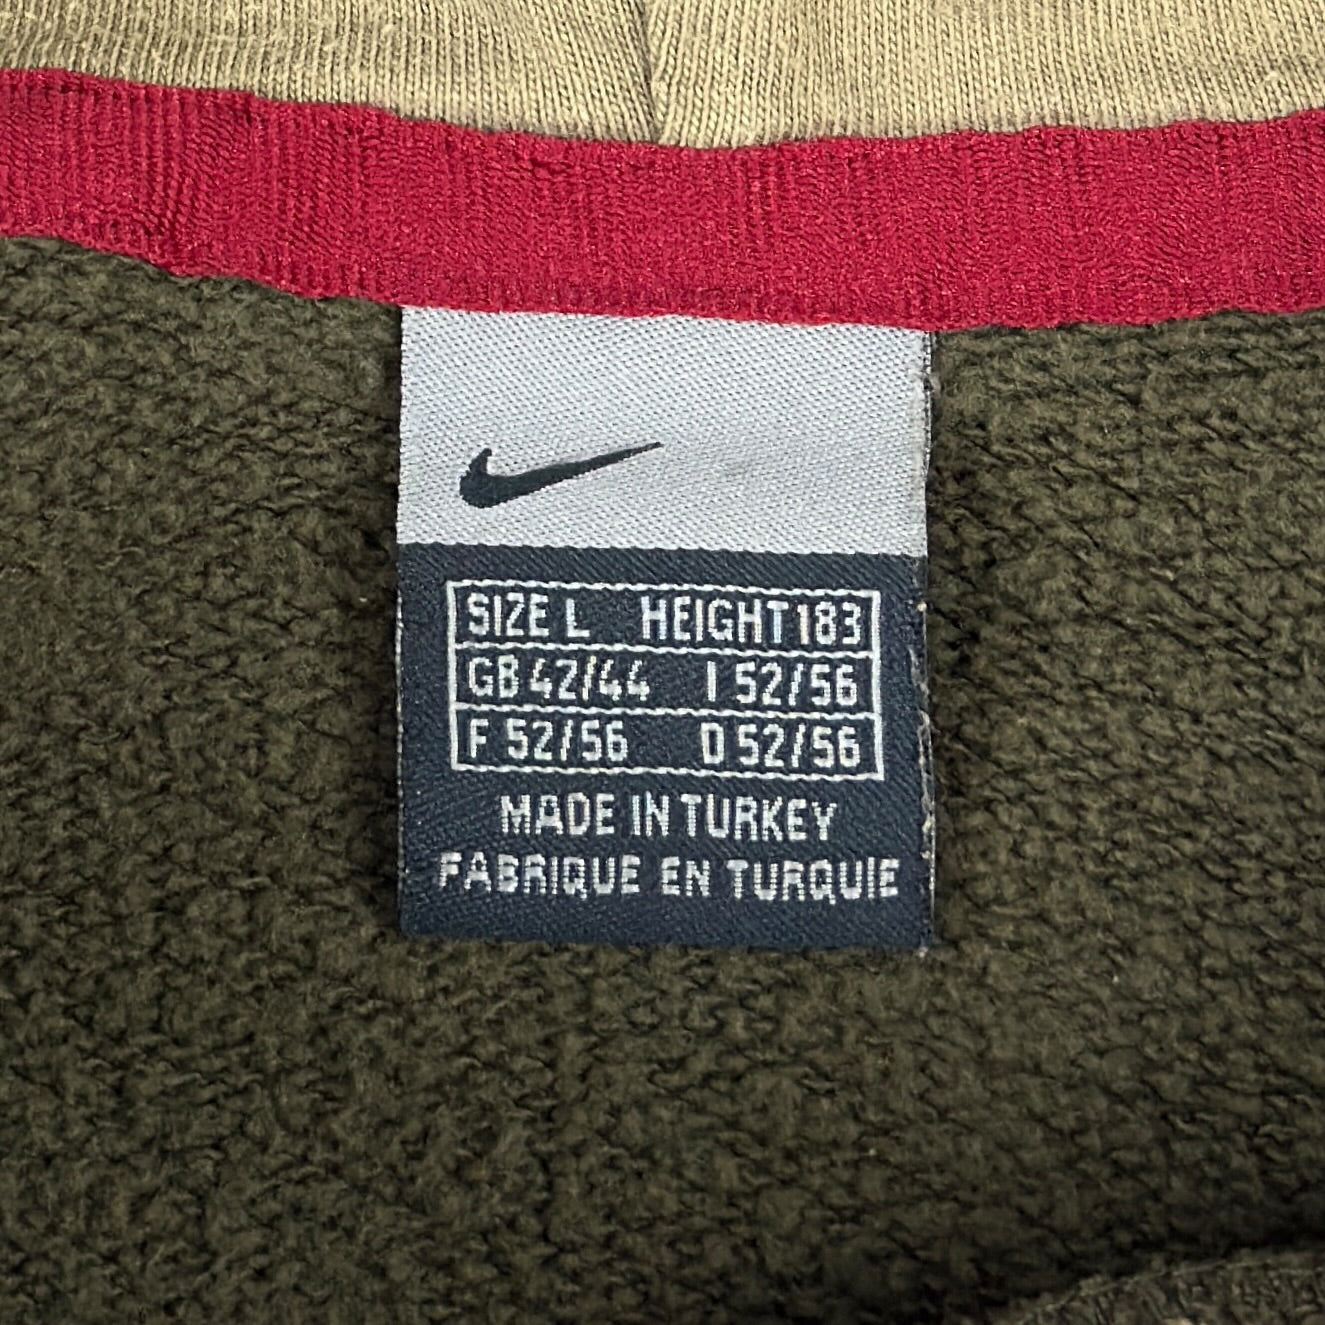 SIZE L HEIGHT 183
GB 42/44 I 52/56
F 52/56 D 52/56
MADE IN TURKEY
FABRIQUE EN TURQUIE